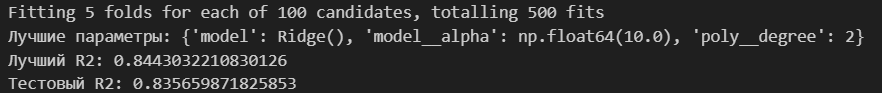 Fitting 5 folds for each of 100 candidates, totalling 500 fits
Лучшие параметры: {'model': Ridge(), 'model__alpha': np.float64(10.0), 'poly__degree': 2}
Лучший R2: 0.8443032210830126
Тестовый R2: 0.835659871825853